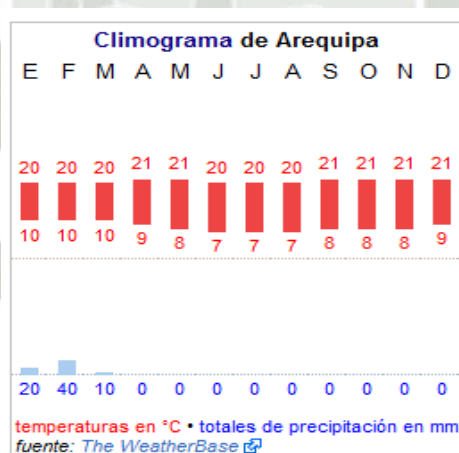 Climograma de Arequipa
E F M A M J J A S O N D
20 20 20 21 21 20 20 20 21 21 21 21
10 10 10 9 8 7 7 7 8 8 8 9
20 40 10 0 0 0 0 0 0 0 0 0
temperaturas en °C • totales de precipitación en mm
fuente: The WeatherBase